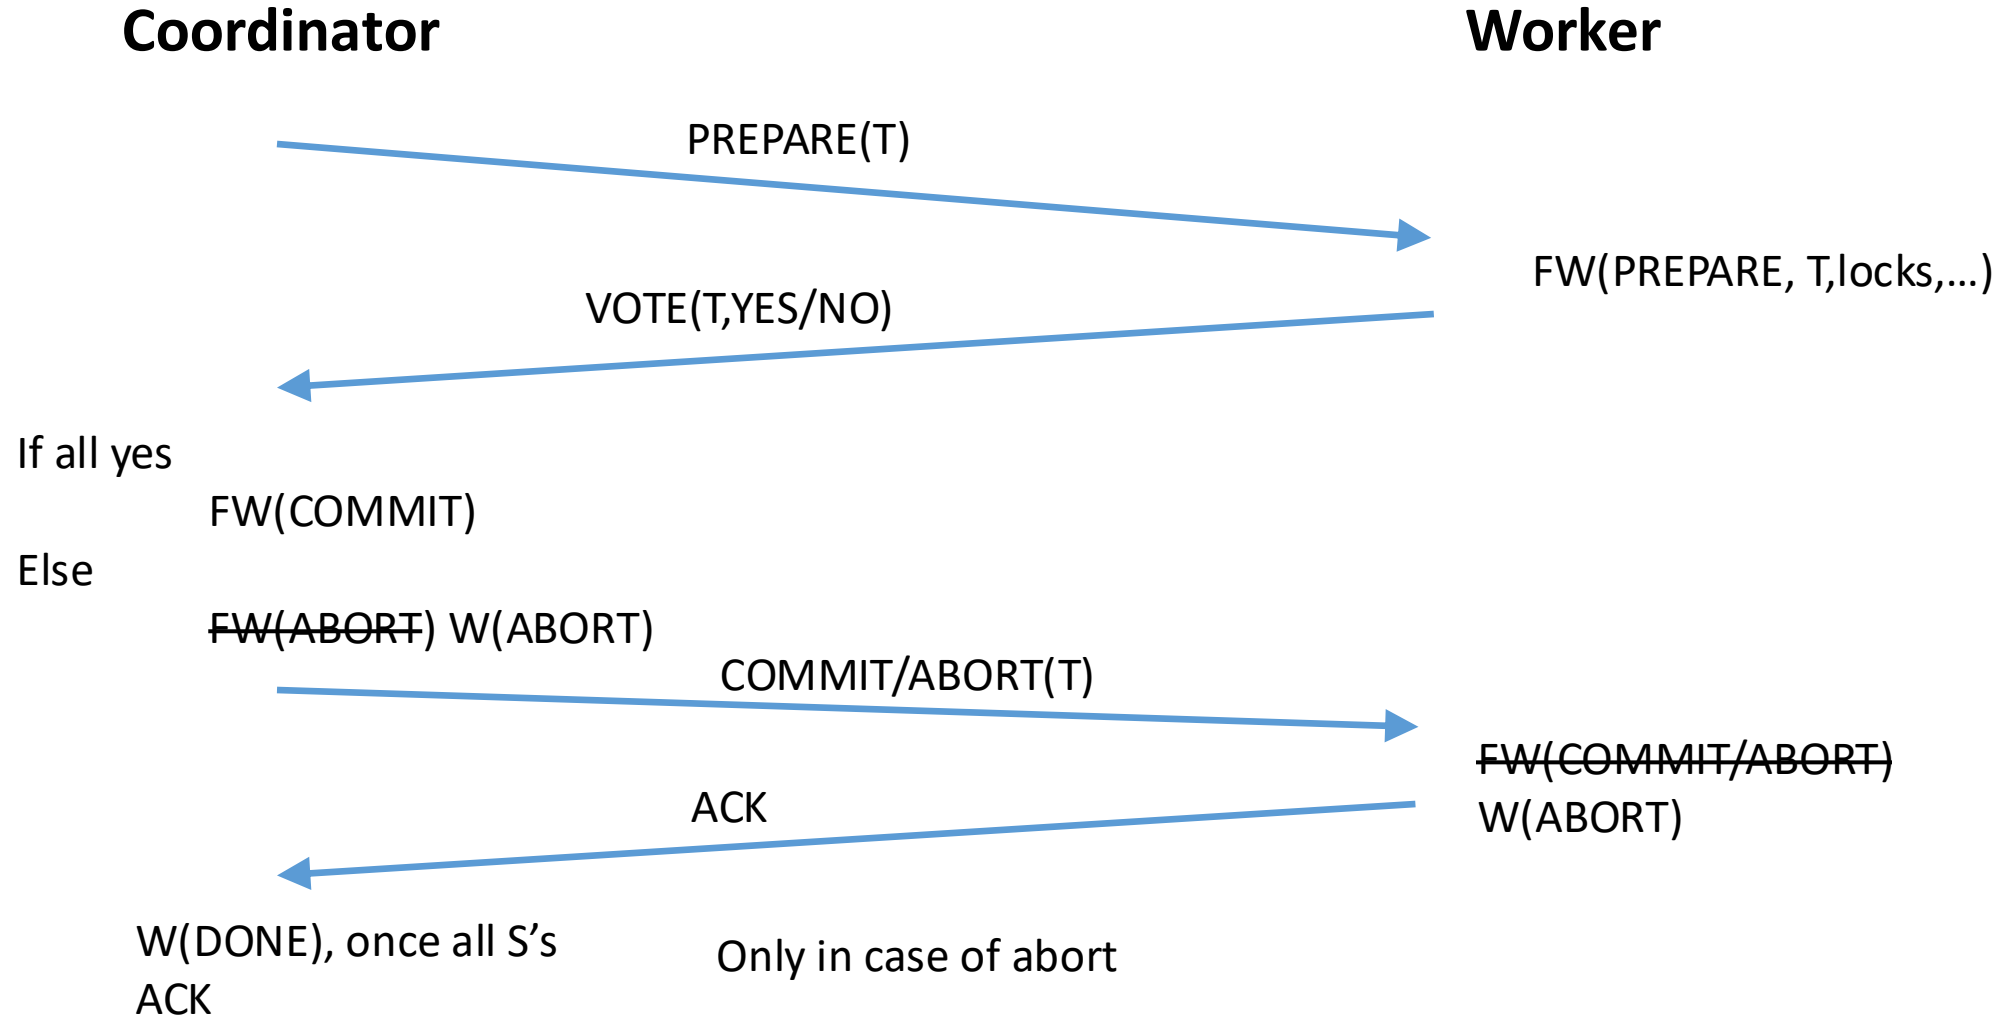 Coordinator
Worker
PREPARE(T)
FW(PREPARE, T,locks,...)
VOTE(T,YES/NO)
If all yes
FW(COMMIT)
Else
FW(ABORT) W(ABORT)
COMMIT/ABORT(T)
FW(COMMIT/ABORT)
W(ABORT)
ACK
W(DONE), once all S’s
ACK
Only in case of abort